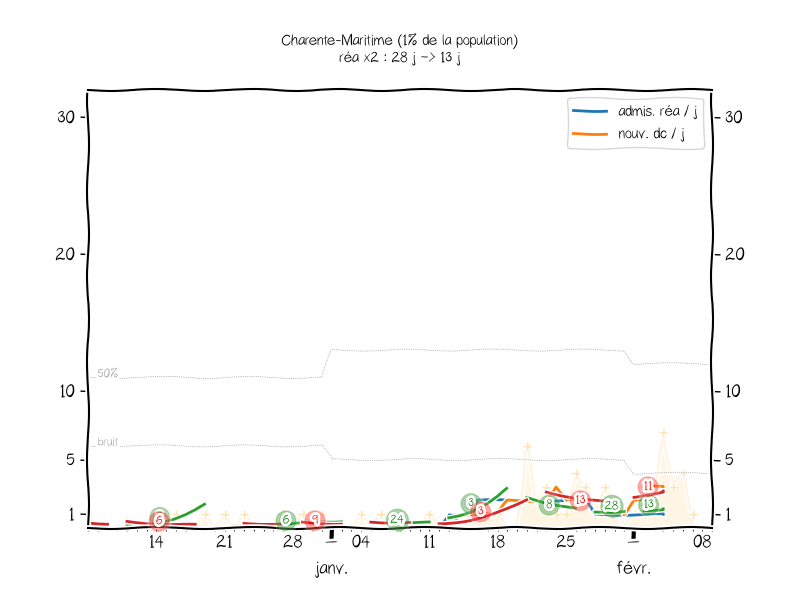 Charente-Maritime (1% de la population)
réa x2 : 28 j -> 13 j
admis. réa / j
nouv. dc / j
30 30
20 20
50%
10 10
bruit
5 5
1 1
6 6 9 24 3 3 8 13 28 11 13
14 21 28 04 11 18 25 08
janv. févr.